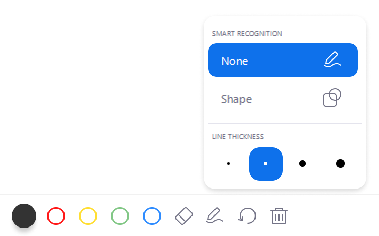 SMART RECOGNITION
None
Shape
LINE THICKNESS